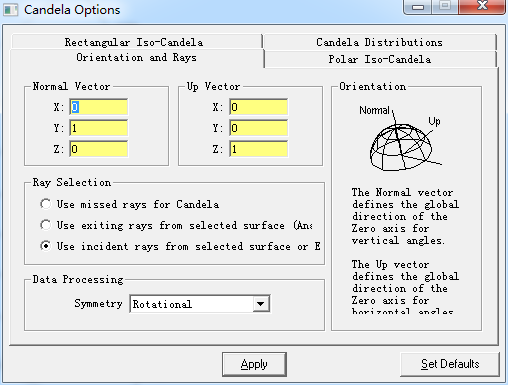 Candela Options
Rectangular Iso-Candela
Candela Distributions
Orientation and Rays
Polar Iso-Candela
Normal Vector
X: 0
Y: 1
Z: 0
Up Vector
X: 0
Y: 0
Z: 1
Orientation
Normal
Up
The Normal vector
defines the global
direction of the
Zero axis for
vertical angles.
The Up vector
defines the global
direction of the
Zero axis for
horizontal angles
Ray Selection
Use missed rays for Candela
Use exiting rays from selected surface (An
Use incident rays from selected surface or E
Data Processing
Symmetry Rotational
Apply
Set Defaults